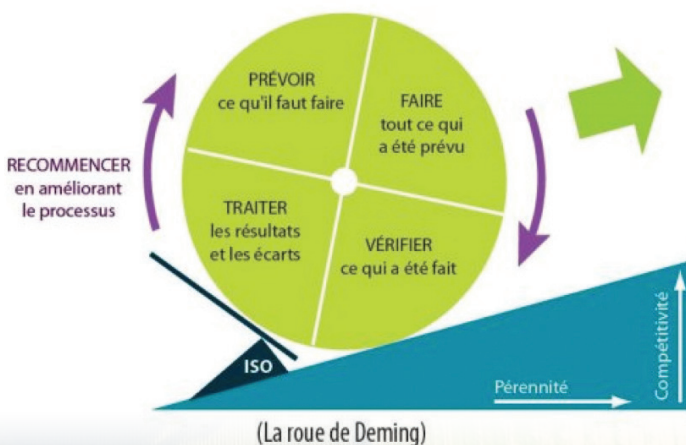 PRÉVOIR
ce qu'il faut faire
FAIRE
tout ce qui
a été prévu
RECOMMENCER
en améliorant
le processus
TRAITER
les résultats
et les écarts
VÉRIFIER
ce qui a été fait
ISO
Pérennité
Compétitivité
(La roue de Deming)